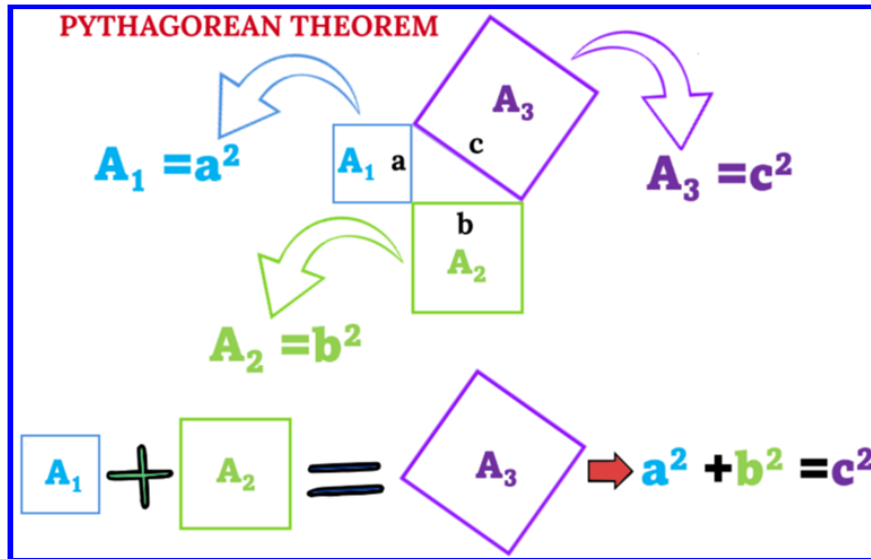 PYTHAGOREAN THEOREM
A₃
c
A₁ a
A₁ =a²
A₃ =c²
b
A₂
A₂ =b²
A₁ + A₂ = A₃ a² +b² =c²